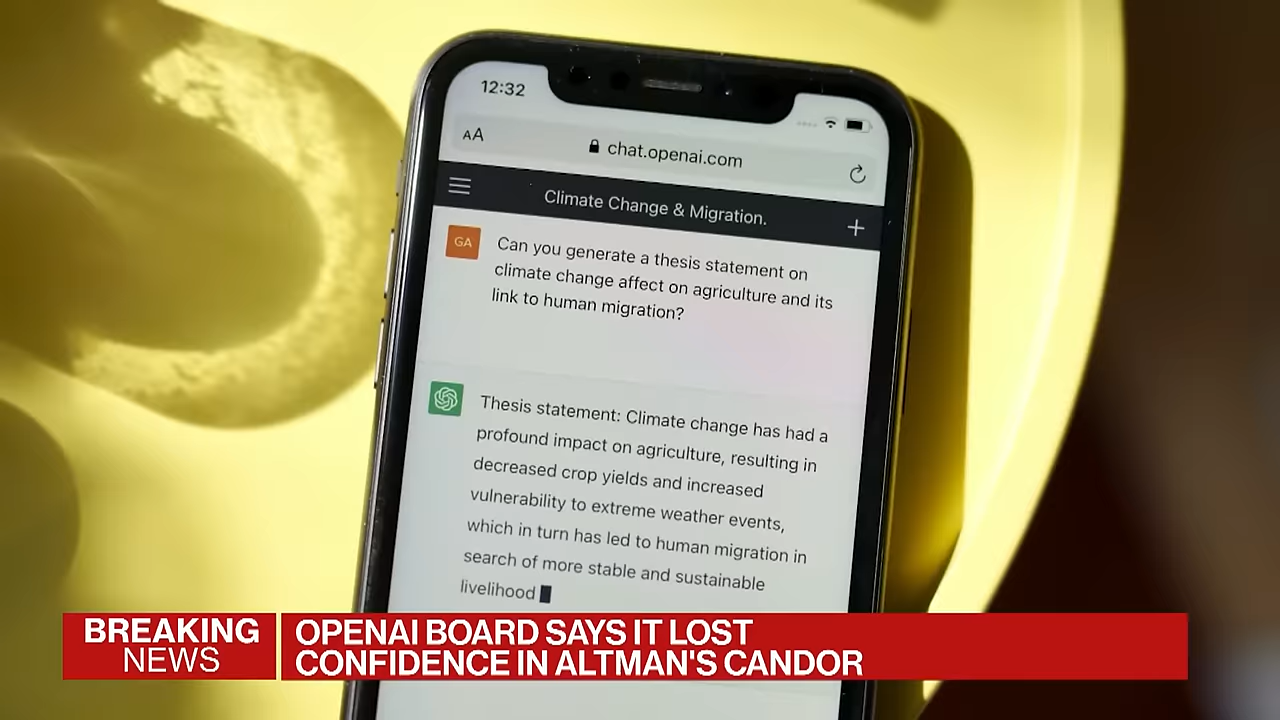 12:32
AA
chat.openai.com
Climate Change & Migration.
GA
Can you generate a thesis statement on
climate change affect on agriculture and its
link to human migration?
Thesis statement: Climate change has had a
profound impact on agriculture, resulting in
decreased crop yields and increased
vulnerability to extreme weather events,
which in turn has led to human migration in
search of more stable and sustainable
livelihood
BREAKING
NEWS
OPENAI BOARD SAYS IT LOST
CONFIDENCE IN ALTMAN'S CANDOR